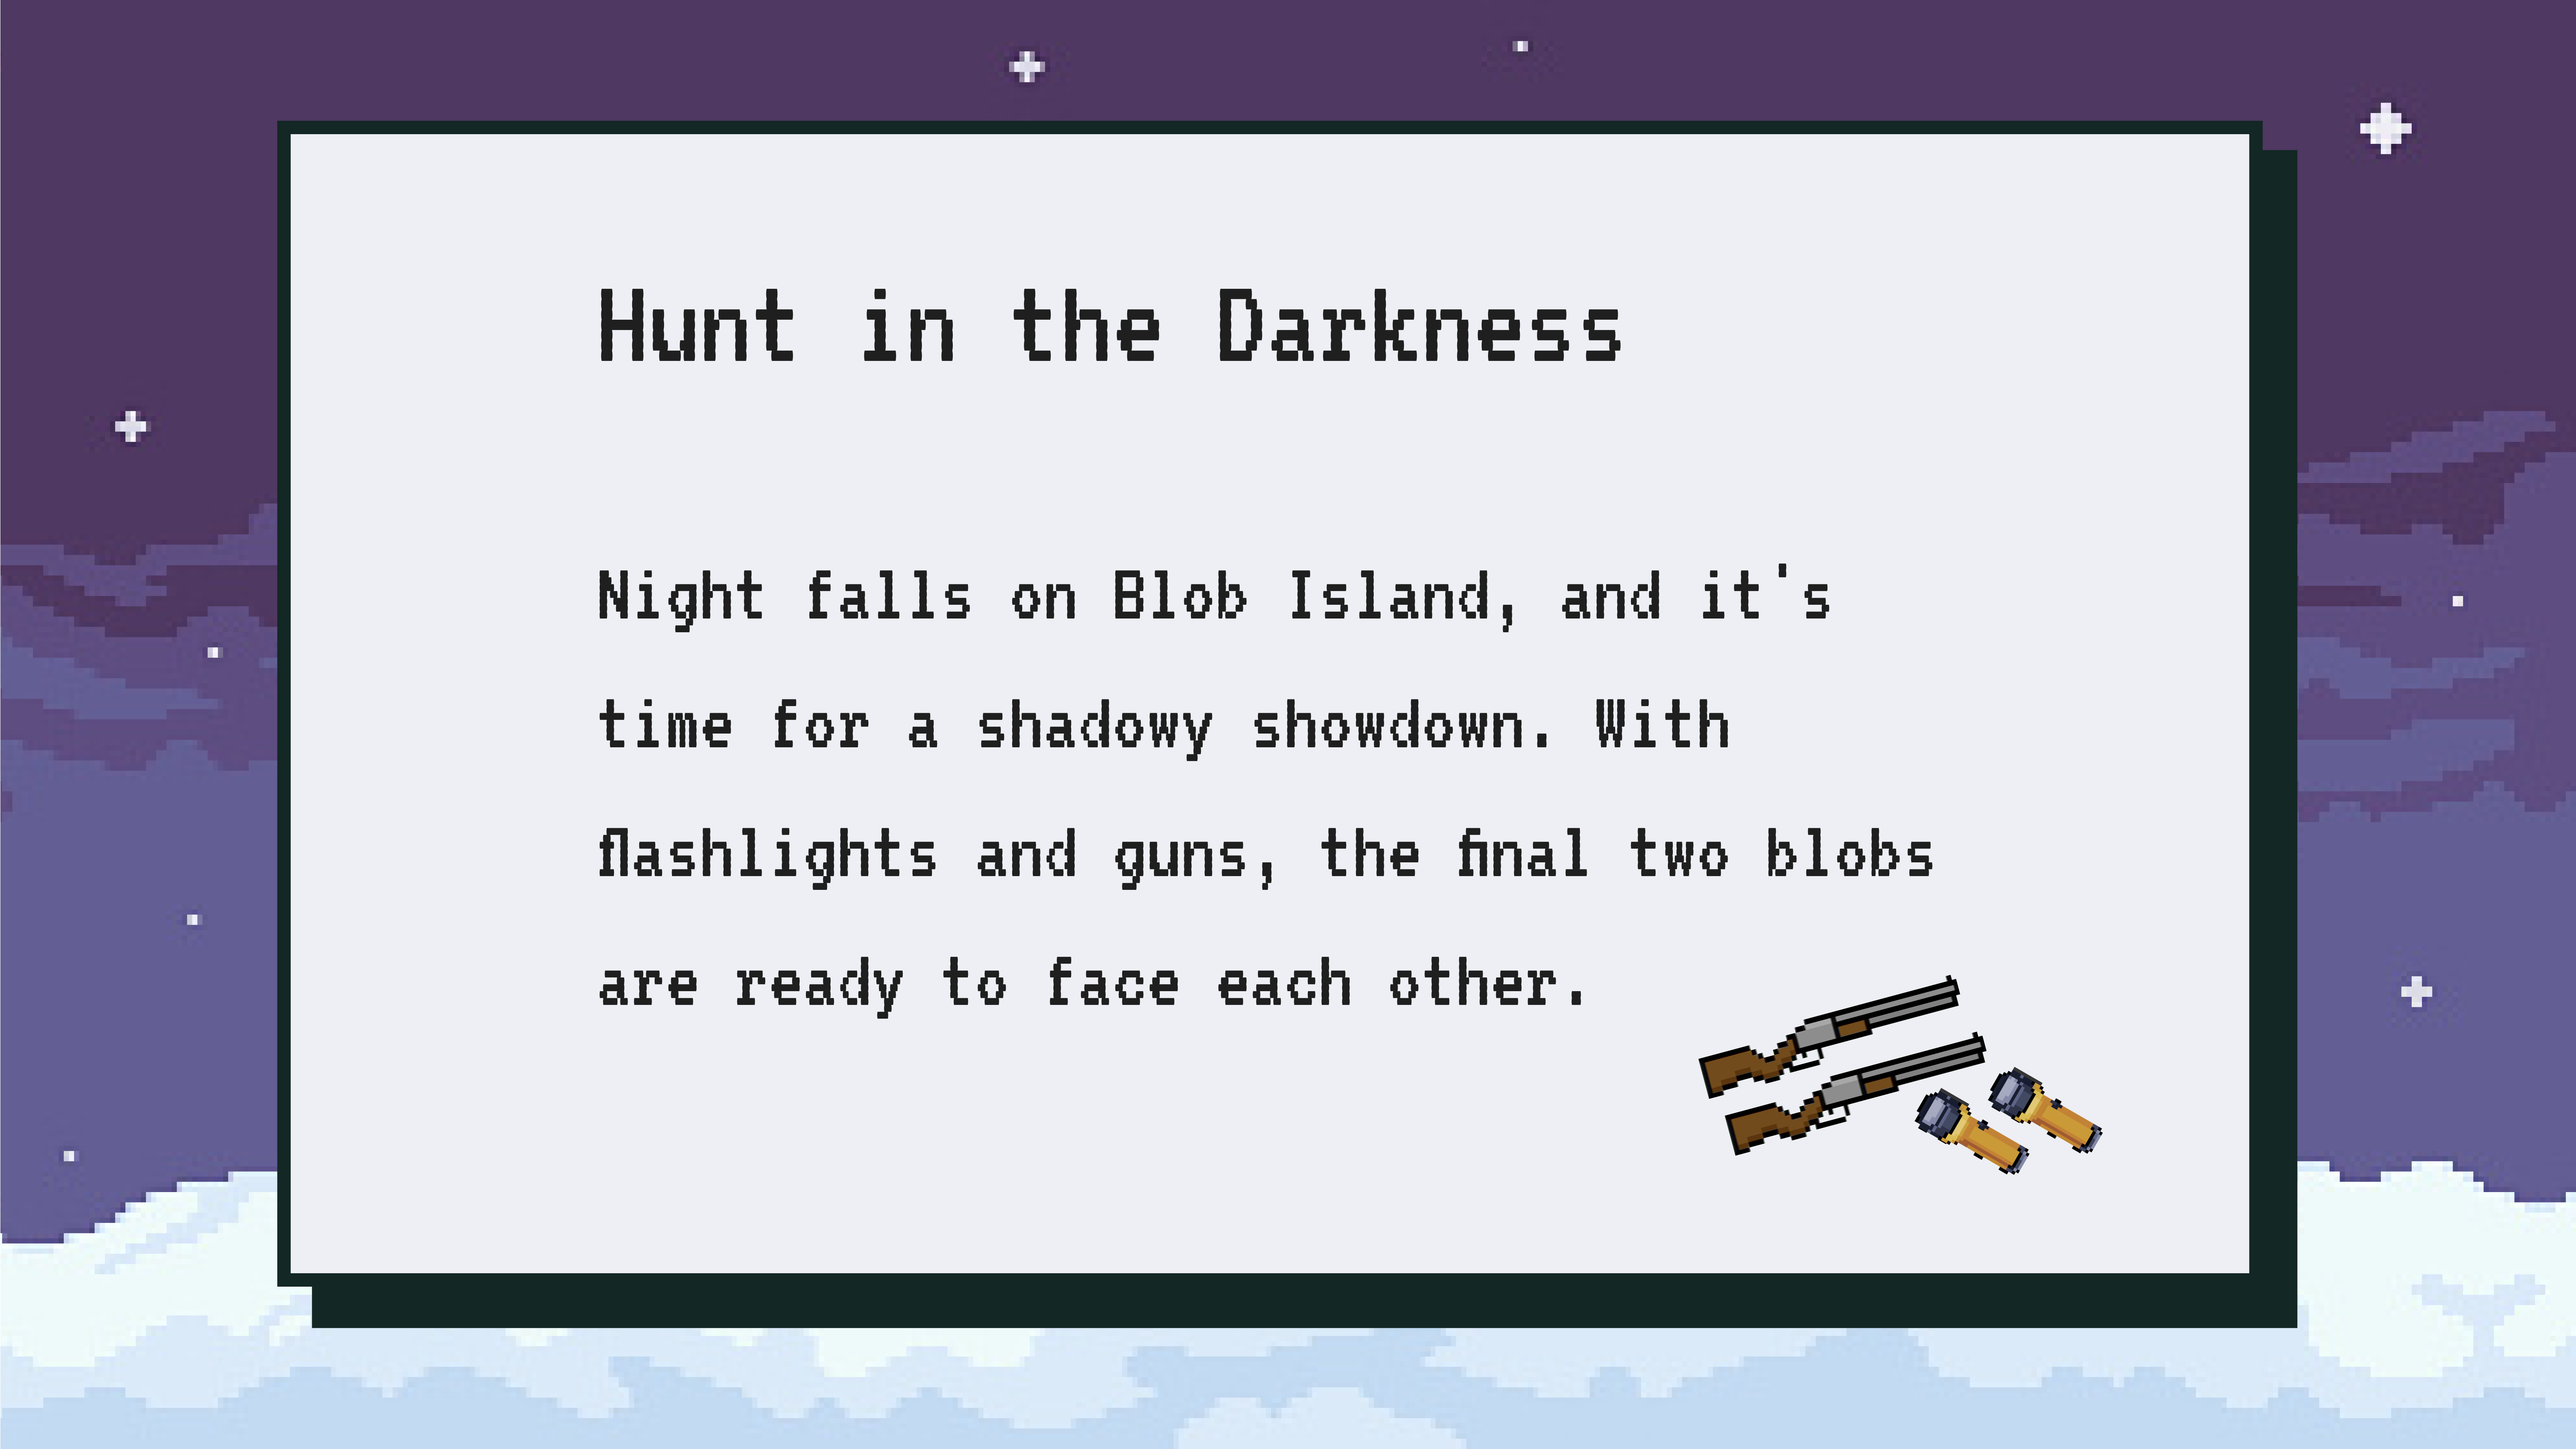 Hunt in the Darkness
Night falls on Blob Island, and it's
time for a shadowy showdown. With
flashlights and guns, the final two blobs
are ready to face each other.